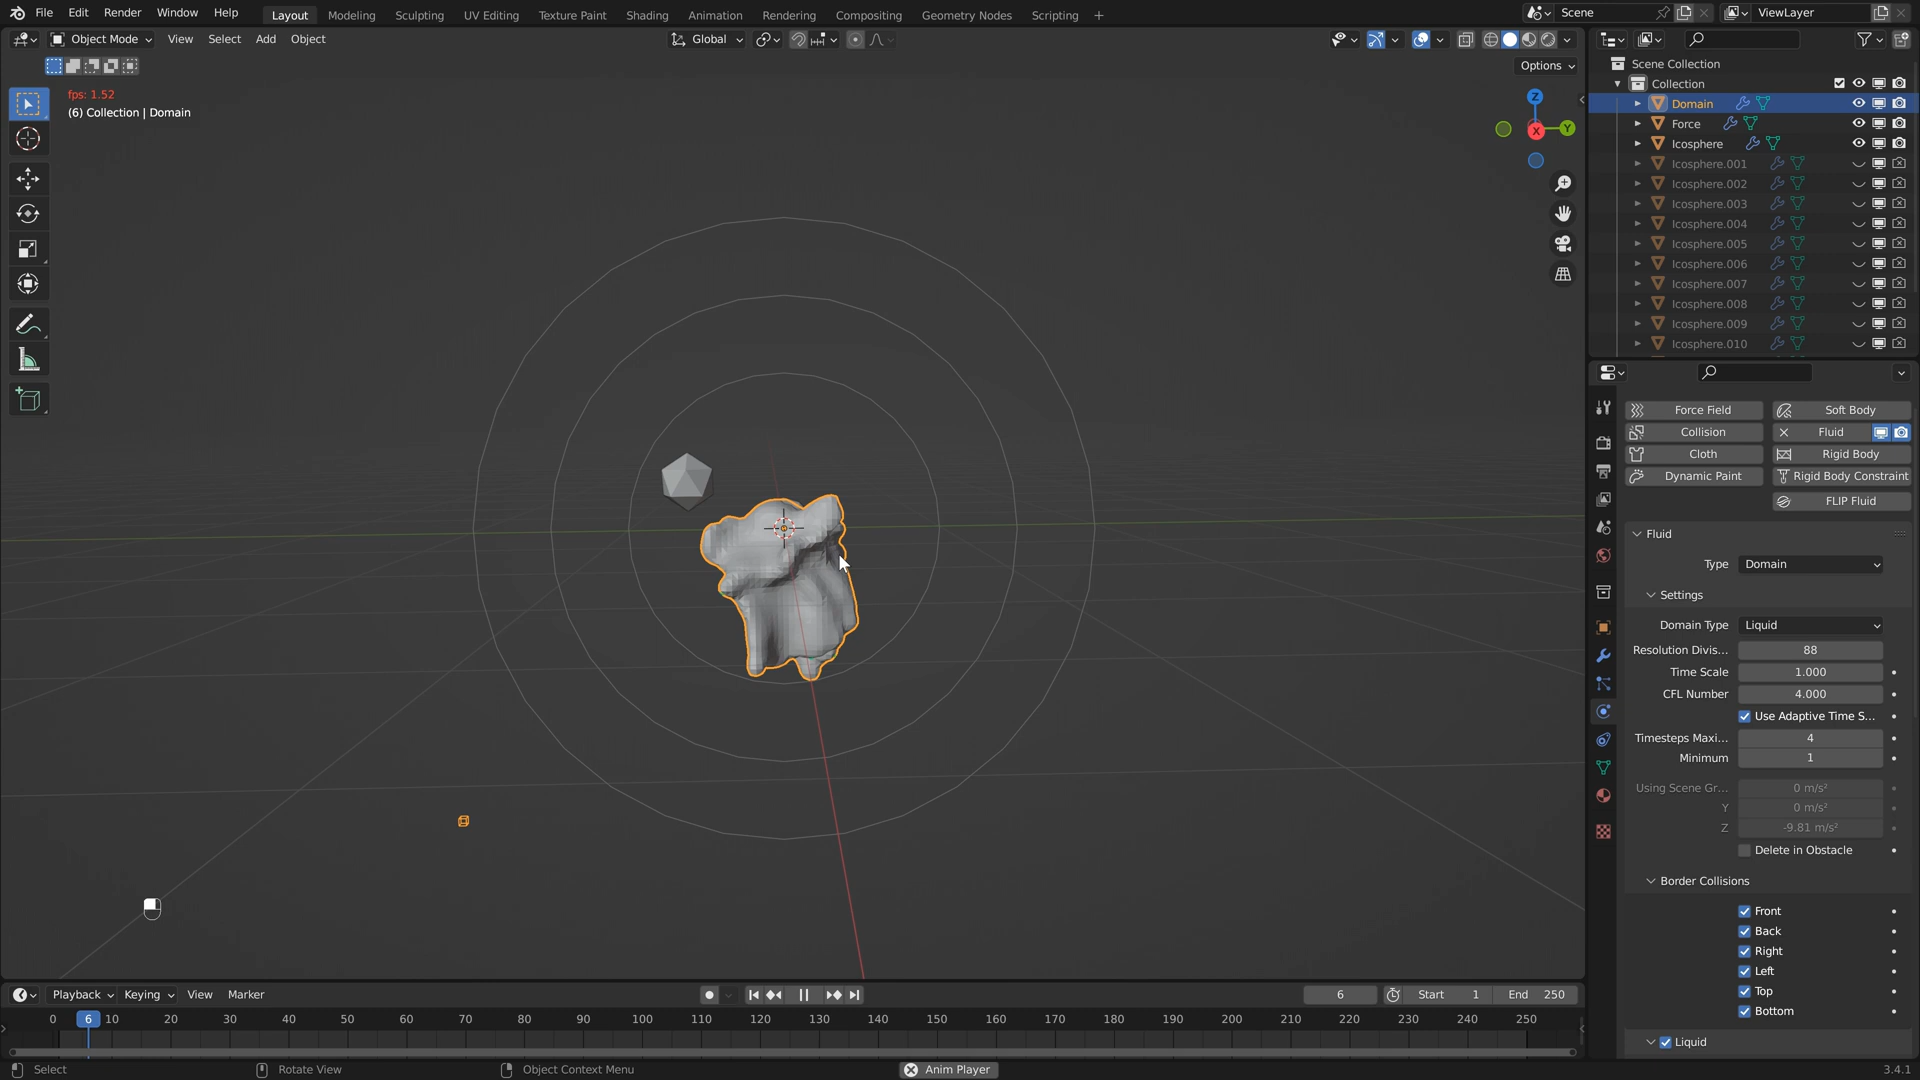 File Edit Render Window Help Layout Modeling Sculpting UV Editing Texture Paint Shading Animation Rendering Compositing Geometry Nodes Scripting + Scene ViewLayer
Object Mode View Select Add Object Global
Options
fps: 1.52
(6) Collection | Domain
Z
Y
X
Scene Collection
Collection
Domain
Force
Icosphere
Icosphere.001
Icosphere.002
Icosphere.003
Icosphere.004
Icosphere.005
Icosphere.006
Icosphere.007
Icosphere.008
Icosphere.009
Icosphere.010
Force Field Soft Body
Collision Fluid
Cloth Rigid Body
Dynamic Paint Rigid Body Constraint
FLIP Fluid
Fluid
Type Domain
Settings
Domain Type Liquid
Resolution Divis... 88
Time Scale 1.000
CFL Number 4.000
Use Adaptive Time S...
Timesteps Maxi... 4
Minimum 1
Using Scene Gr... 0 m/s²
Y 0 m/s²
Z -9.81 m/s²
Delete in Obstacle
Border Collisions
Front
Back
Right
Left
Top
Bottom
Liquid
Playback Keying View Marker 6 Start 1 End 250
0 6 10 20 30 40 50 60 70 80 90 100 110 120 130 140 150 160 170 180 190 200 210 220 230 240 250
Select Rotate View Object Context Menu Anim Player 3.4.1